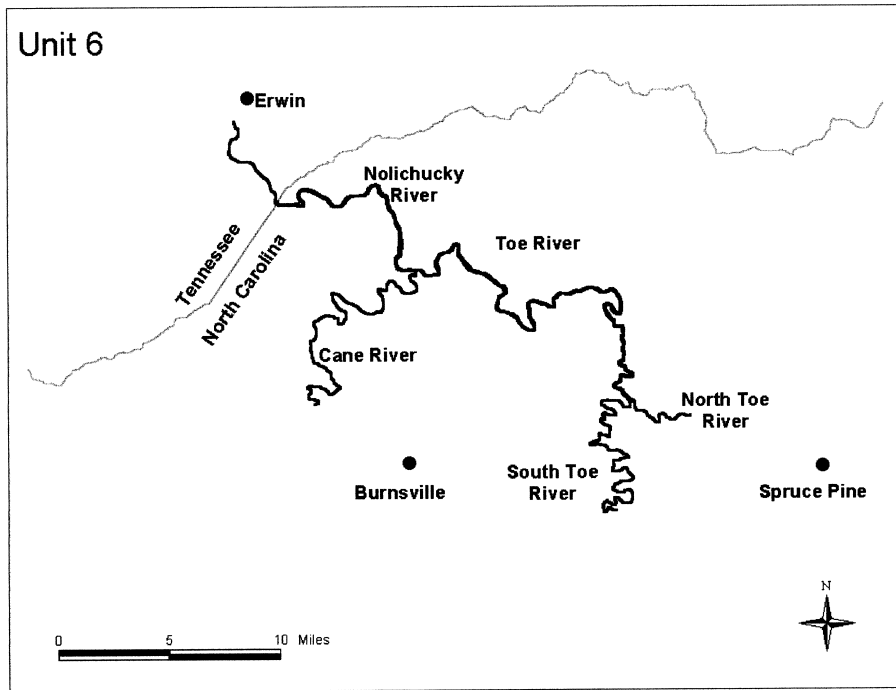 Unit 6
Erwin
Nolichucky
River
Toe River
Tennessee
North Carolina
Cane River
North Toe
River
South Toe
River
Burnsville
Spruce Pine
N
0 5 10 Miles